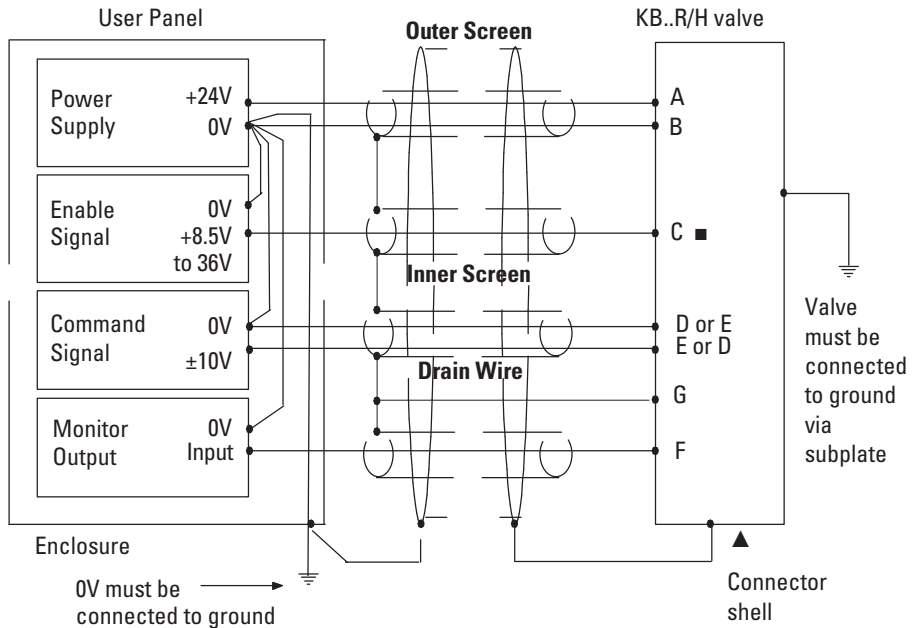 User Panel
Outer Screen
KB..R/H valve
Power
Supply
+24V
0V
A
B
Enable
Signal
0V
+8.5V
to 36V
C ■
Inner Screen
Command
Signal
0V
±10V
D or E
E or D
Drain Wire
G
Monitor
Output
0V
Input
F
Valve
must be
connected
to ground
via
subplate
Enclosure
0V must be
connected to ground
▲
Connector
shell